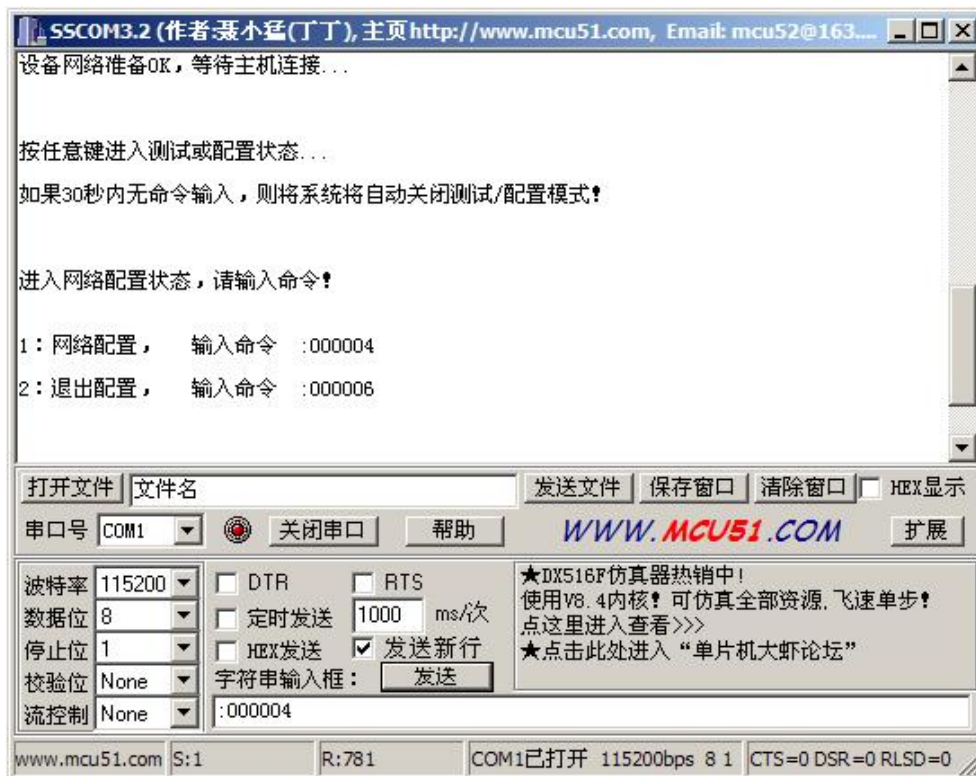 SSCOM3.2 (作者:聂小猛(丁丁), 主页http://www.mcu51.com, Email: mcu52@163....
设备网络准备OK，等待主机连接...
按任意键进入测试或配置状态...
如果30秒内无命令输入，则将系统将自动关闭测试/配置模式！
进入网络配置状态，请输入命令！
1：网络配置， 输入命令 :000004
2：退出配置， 输入命令 :000006
打开文件 文件名 发送文件 保存窗口 清除窗口 HEX显示
串口号 COM1 关闭串口 帮助 WWW.MCU51.COM 扩展
波特率 115200 DTR RTS
数据位 8 定时发送 1000 ms/次
停止位 1 HEX发送 发送新行
校验位 None 字符串输入框： 发送
流控制 None :000004
★DX516F仿真器热销中!
使用V8.4内核！可仿真全部资源,飞速单步！
点这里进入查看>>>
★点击此处进入“单片机大虾论坛”
www.mcu51.com S:1 R:781 COM1已打开 115200bps 8 1 CTS=0 DSR=0 RLSD=0